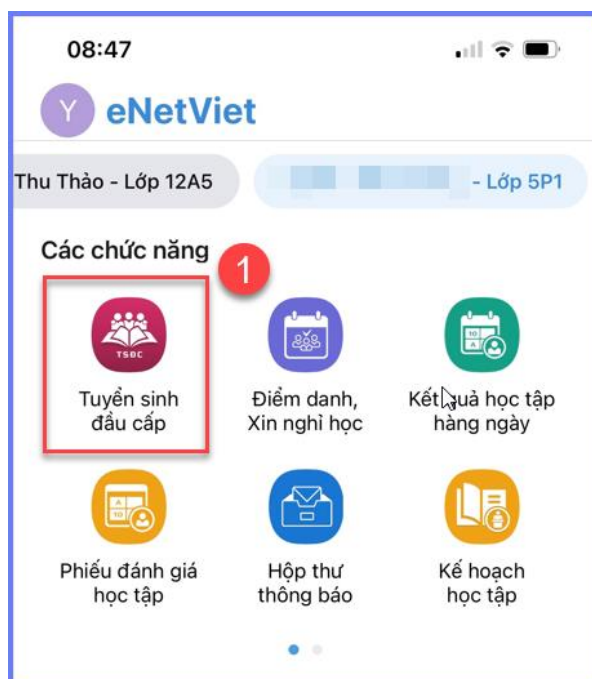 08:47
Y eNetViet
Thu Thảo - Lớp 12A5
- Lớp 5P1
Các chức năng
1
TSĐC
Tuyển sinh
đầu cấp
Điểm danh,
Xin nghỉ học
Kết quả học tập
hàng ngày
Phiếu đánh giá
học tập
Hộp thư
thông báo
Kế hoạch
học tập